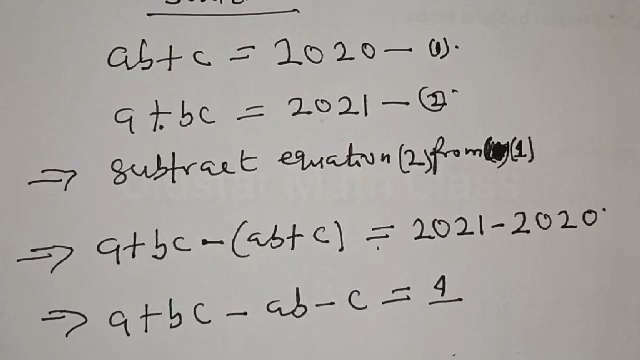 ab+c = 2020 — (1).
a+bc = 2021 — (2).
⇒ subtract equation (2) from (1)
⇒ a+bc-(ab+c) = 2021-2020.
⇒ a+bc - ab - c = 1